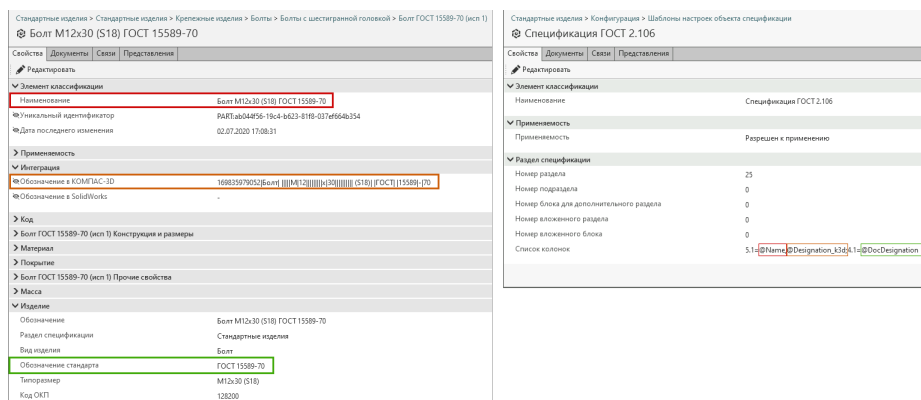 Стандартные изделия > Стандартные изделия > Крепежные изделия > Болты > Болты с шестигранной головкой > Болт ГОСТ 15589-70 (исп 1)
Болт М12х30 (S18) ГОСТ 15589-70
Свойства Документы Связи Представления
Редактировать
Элемент классификации
Наименование Болт М12х30 (S18) ГОСТ 15589-70
Уникальный идентификатор PART:ab044f56-19c4-b623-81f8-037ef664b354
Дата последнего изменения 02.07.2020 17:08:31
Применяемость
Интеграция
Обозначение в КОМПАС-3D 169835979052|Болт| |||||М|12||||||||х|30|||||||||| (S18)| |ГОСТ| |15589|-|70
Обозначение в SolidWorks -
Код
Болт ГОСТ 15589-70 (исп 1) Конструкция и размеры
Материал
Покрытие
Болт ГОСТ 15589-70 (исп 1) Прочие свойства
Масса
Изделие
Обозначение Болт М12х30 (S18) ГОСТ 15589-70
Раздел спецификации Стандартные изделия
Вид изделия Болт
Обозначение стандарта ГОСТ 15589-70
Типоразмер М12х30 (S18)
Код ОКП 128200
Стандартные изделия > Конфигурация > Шаблоны настроек объекта спецификации
Спецификация ГОСТ 2.106
Свойства Документы Связи Представления
Редактировать
Элемент классификации
Наименование Спецификация ГОСТ 2.106
Применяемость
Применяемость Разрешен к применению
Раздел спецификации
Номер раздела 25
Номер подраздела 0
Номер блока для дополнительного раздела 0
Номер вложенного раздела 0
Номер вложенного блока 0
Список колонок 5.1=@Name,@Designation_k3d;4.1=@DocDesignation